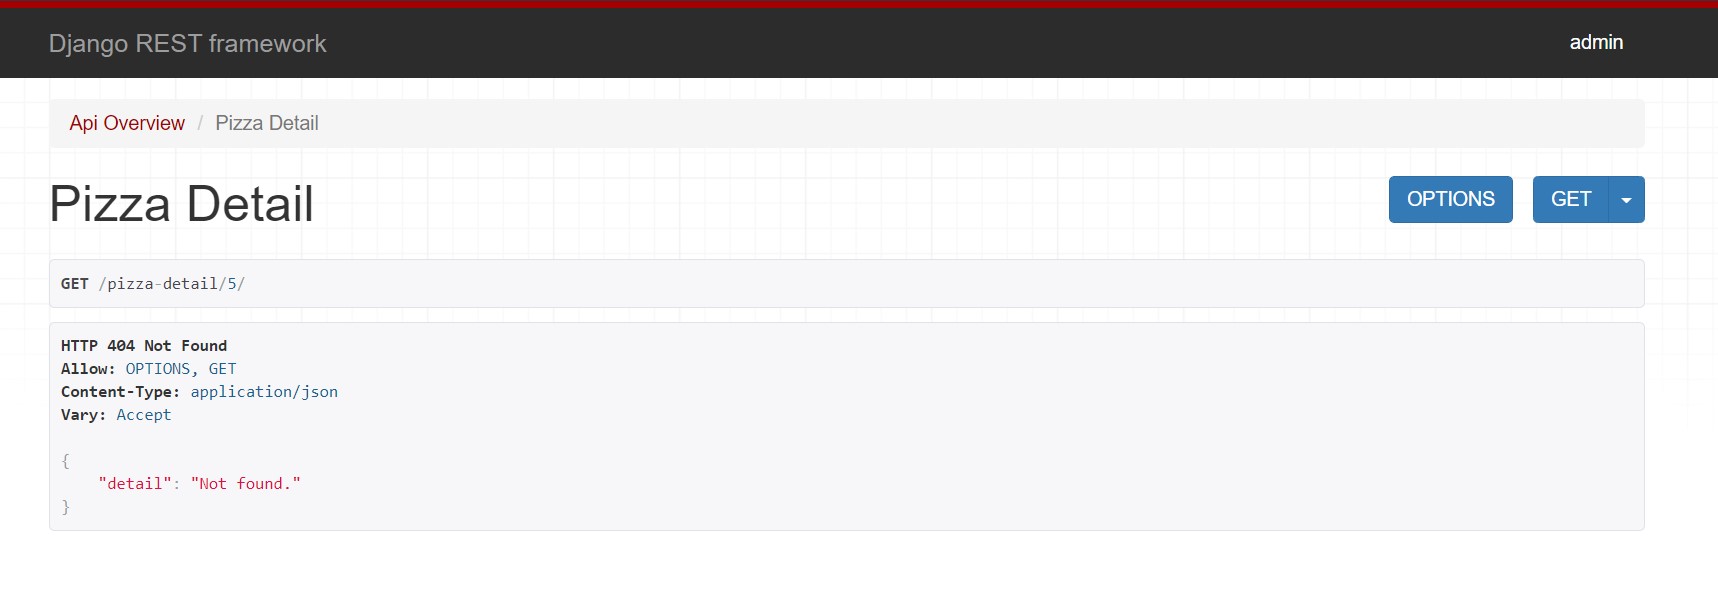 Django REST framework
admin
Api Overview / Pizza Detail
Pizza Detail
OPTIONS
GET
GET /pizza-detail/5/
HTTP 404 Not Found
Allow: OPTIONS, GET
Content-Type: application/json
Vary: Accept
{
"detail": "Not found."
}